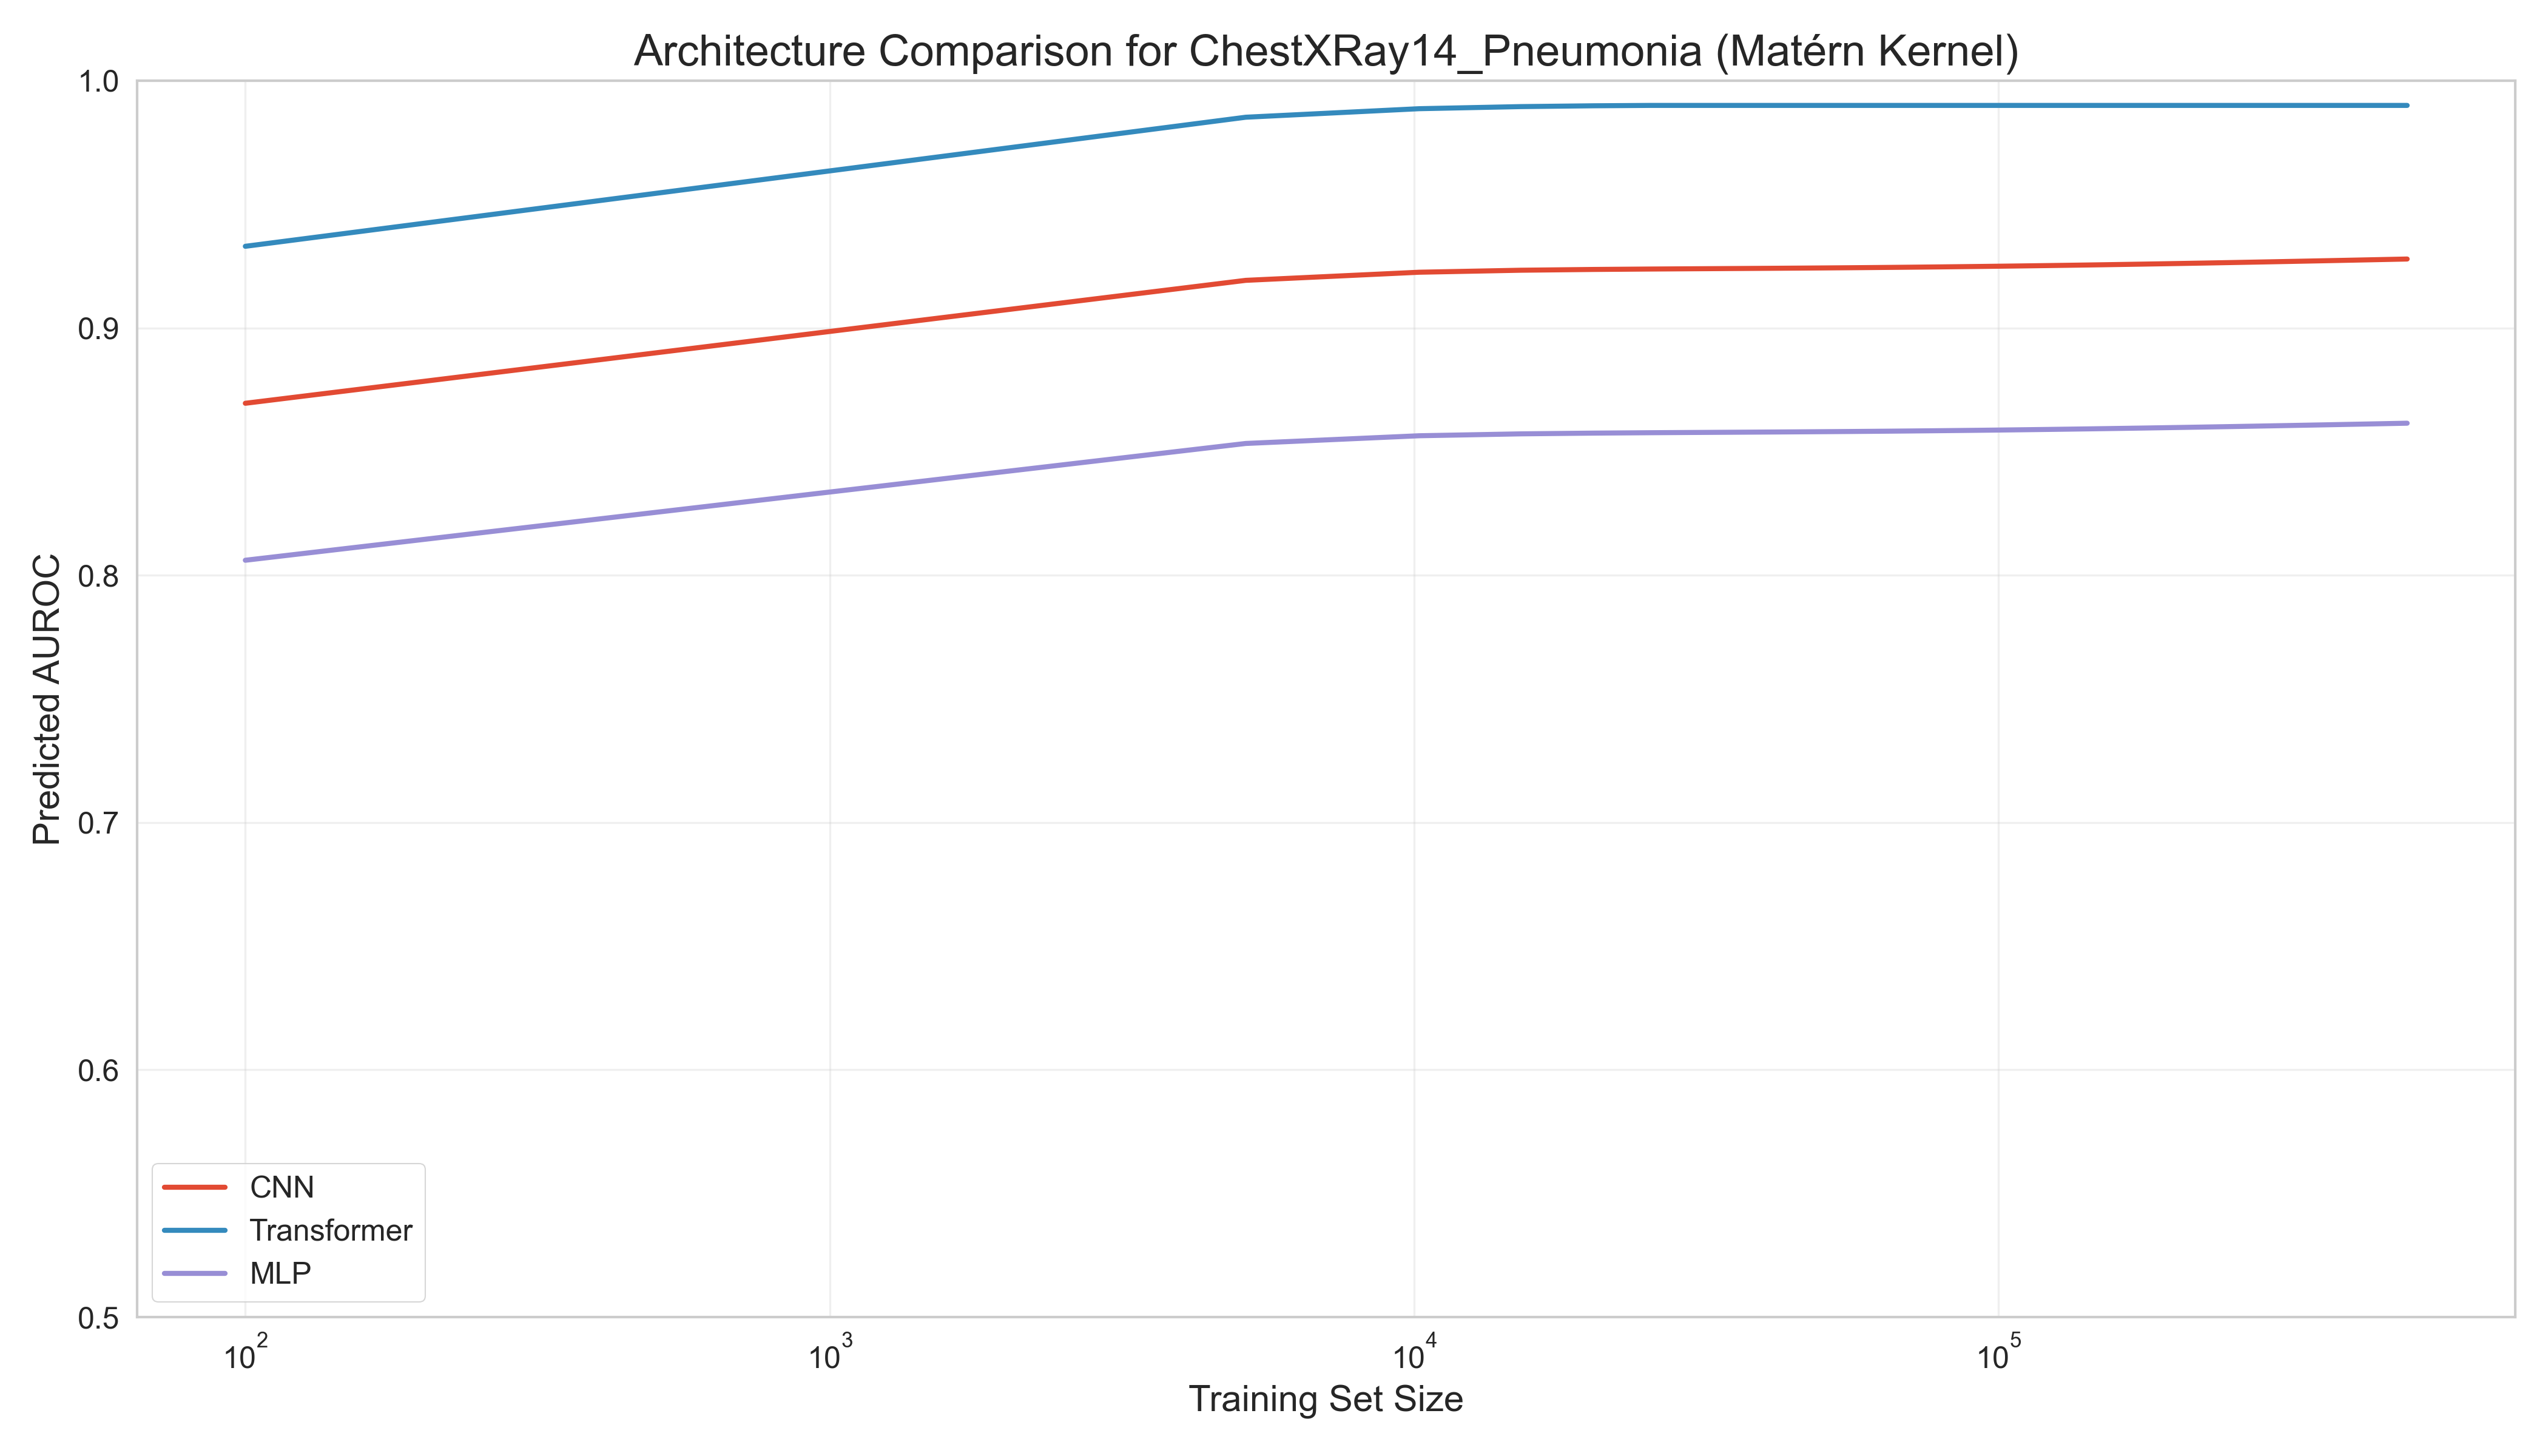 Architecture Comparison for ChestXRay14_Pneumonia (Matérn Kernel)
1.0
0.9
0.8
0.7
0.6
0.5
Predicted AUROC
CNN
Transformer
MLP
10^2
10^3
10^4
10^5
Training Set Size